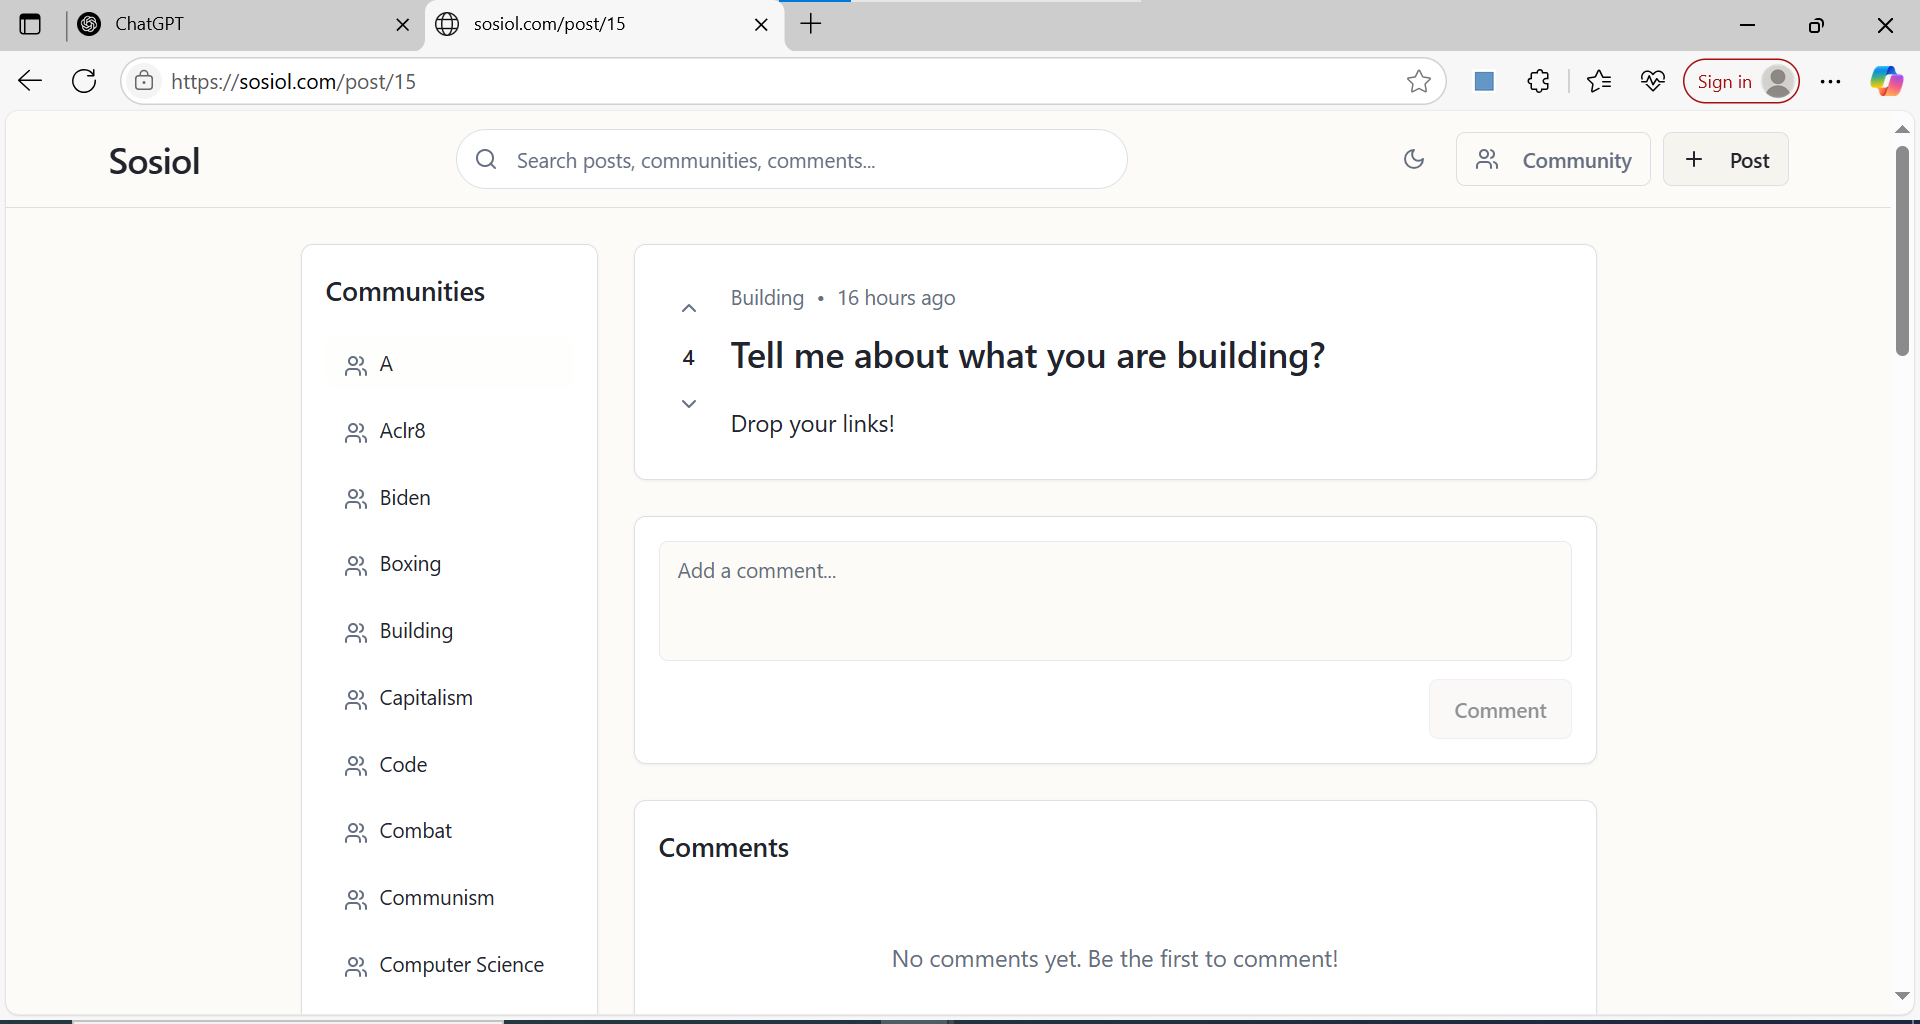 ChatGPT
sosiol.com/post/15
https://sosiol.com/post/15
Sign in
Sosiol
Search posts, communities, comments...
Community
Post
Communities
A
Aclr8
Biden
Boxing
Building
Capitalism
Code
Combat
Communism
Computer Science
Building • 16 hours ago
4
Tell me about what you are building?
Drop your links!
Add a comment...
Comment
Comments
No comments yet. Be the first to comment!